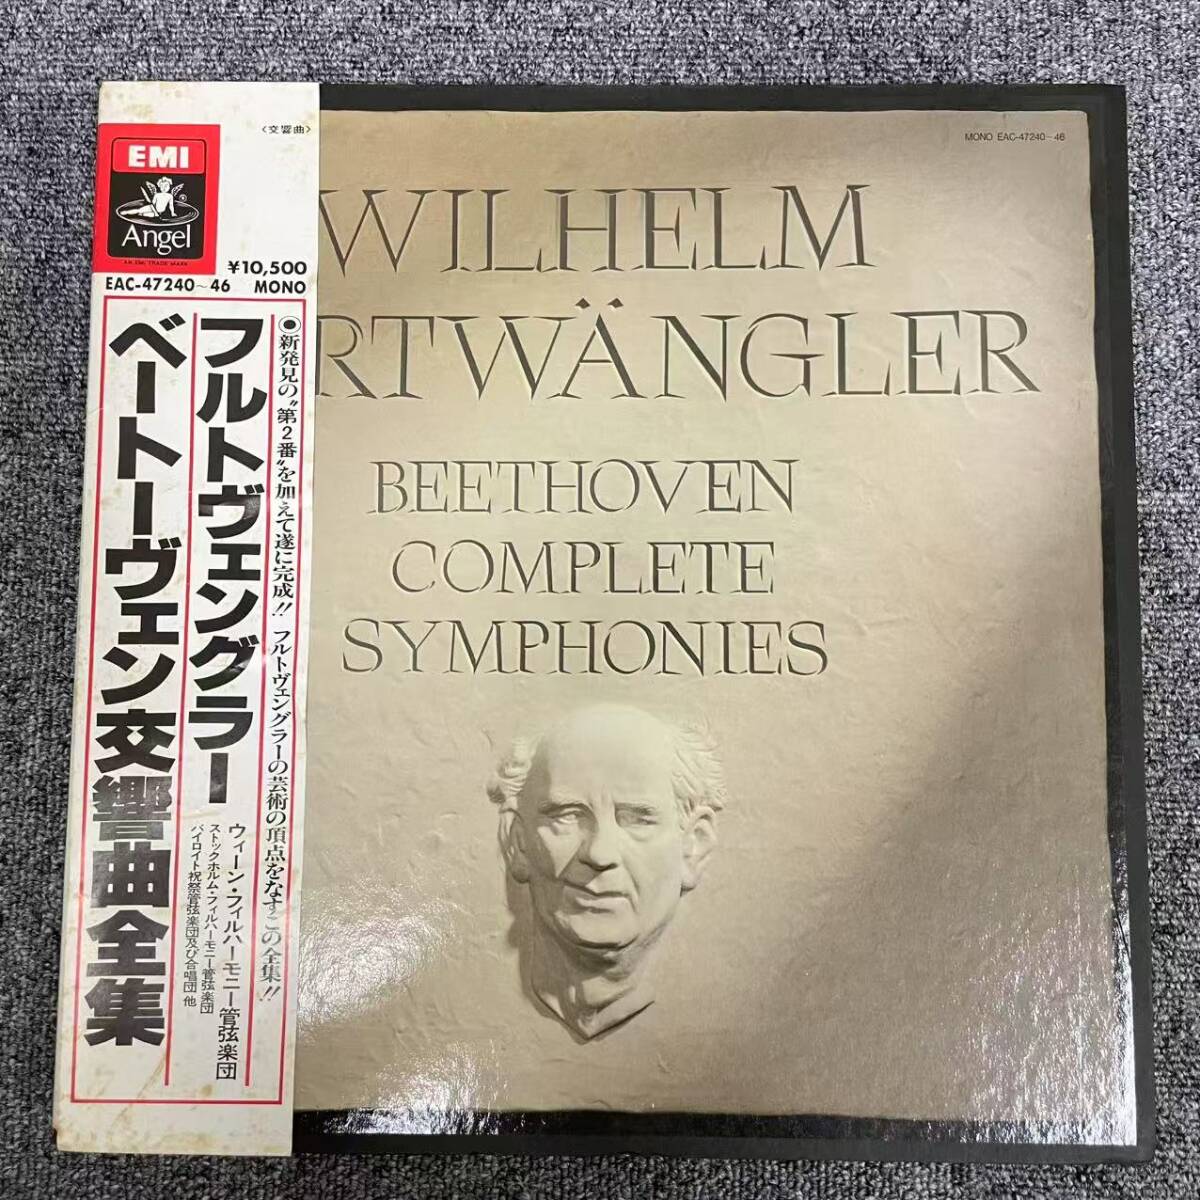 〈交響曲〉
EMI
Angel
AN EMI TRADE MARK
¥10,500
EAC-47240～46 MONO
◉新発見の〝第2番〟を加えて遂に完成!! フルトヴェングラーの芸術の頂点をなすこの全集!!
フルトヴェングラー
ベートーヴェン交響曲全集
ウィーン・フィルハーモニー管弦楽団
ストックホルム・フィルハーモニー管弦楽団
バイロイト祝祭管弦楽団及び合唱団 他
MONO EAC-47240～46
WILHELM
RTWÄNGLER
BEETHOVEN
COMPLETE
SYMPHONIES